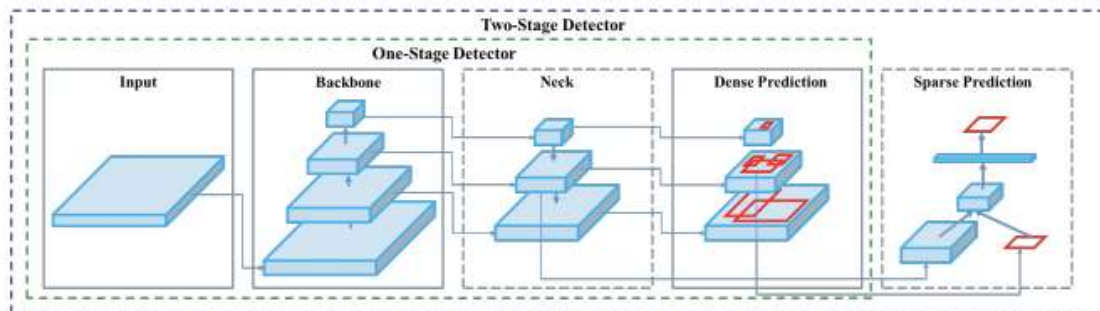 Two-Stage Detector
One-Stage Detector
Input
Backbone
Neck
Dense Prediction
Sparse Prediction